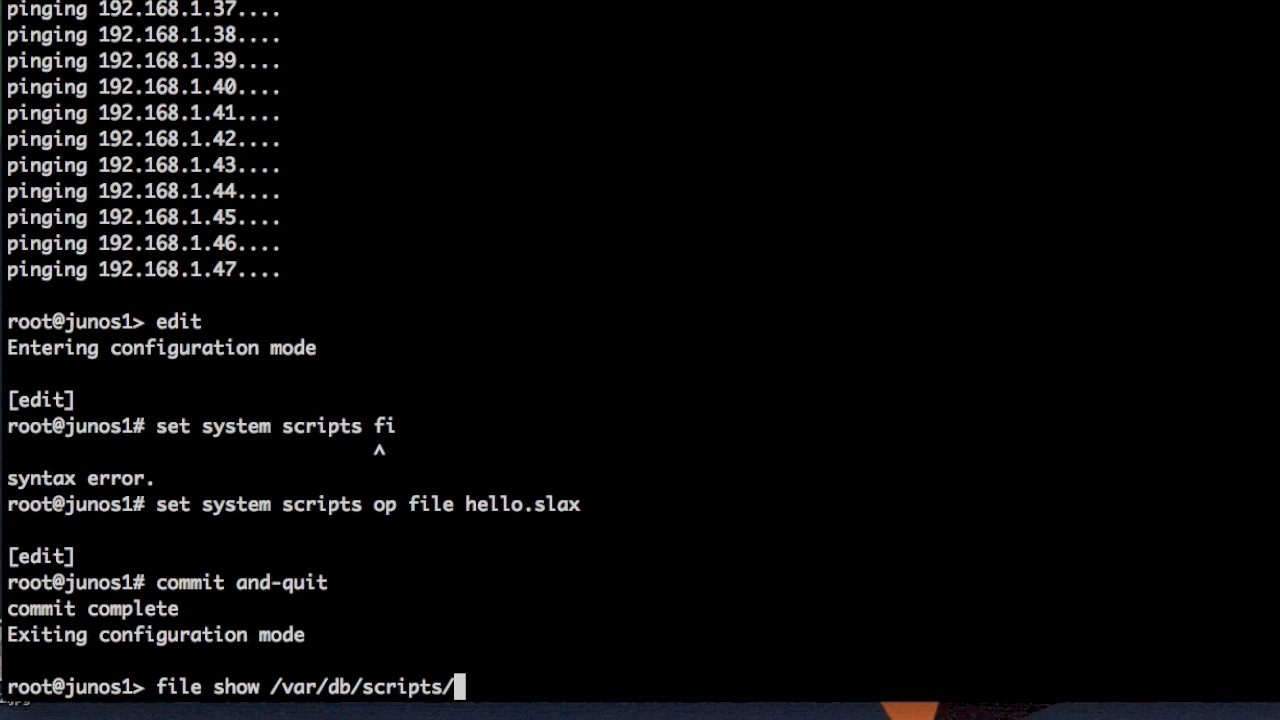 pinging 192.168.1.37....
pinging 192.168.1.38....
pinging 192.168.1.39....
pinging 192.168.1.40....
pinging 192.168.1.41....
pinging 192.168.1.42....
pinging 192.168.1.43....
pinging 192.168.1.44....
pinging 192.168.1.45....
pinging 192.168.1.46....
pinging 192.168.1.47....
root@junos1> edit
Entering configuration mode
[edit]
root@junos1# set system scripts fi
^
syntax error.
root@junos1# set system scripts op file hello.slax
[edit]
root@junos1# commit and-quit
commit complete
Exiting configuration mode
root@junos1> file show /var/db/scripts/